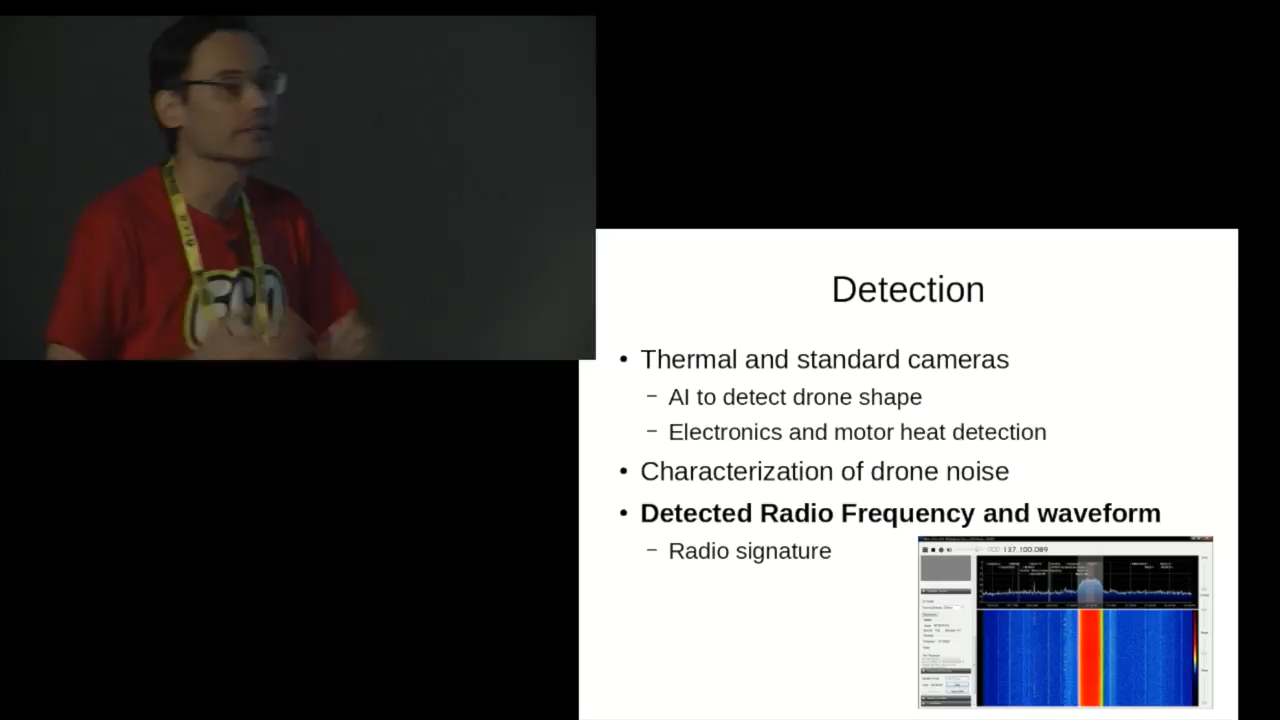 Detection
• Thermal and standard cameras
– AI to detect drone shape
– Electronics and motor heat detection
• Characterization of drone noise
• Detected Radio Frequency and waveform
– Radio signature
137.100.089